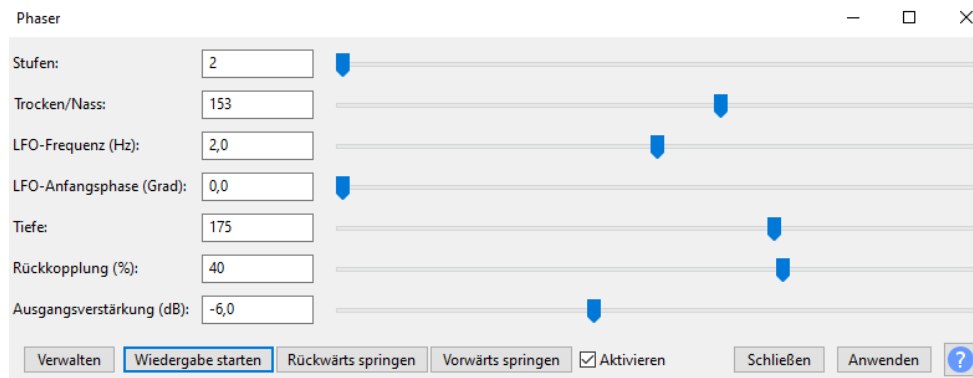 Phaser
Stufen: 2
Trocken/Nass: 153
LFO-Frequenz (Hz): 2,0
LFO-Anfangsphase (Grad): 0,0
Tiefe: 175
Rückkopplung (%): 40
Ausgangsverstärkung (dB): -6,0
Verwalten Wiedergabe starten Rückwärts springen Vorwärts springen Aktivieren Schließen Anwenden ?